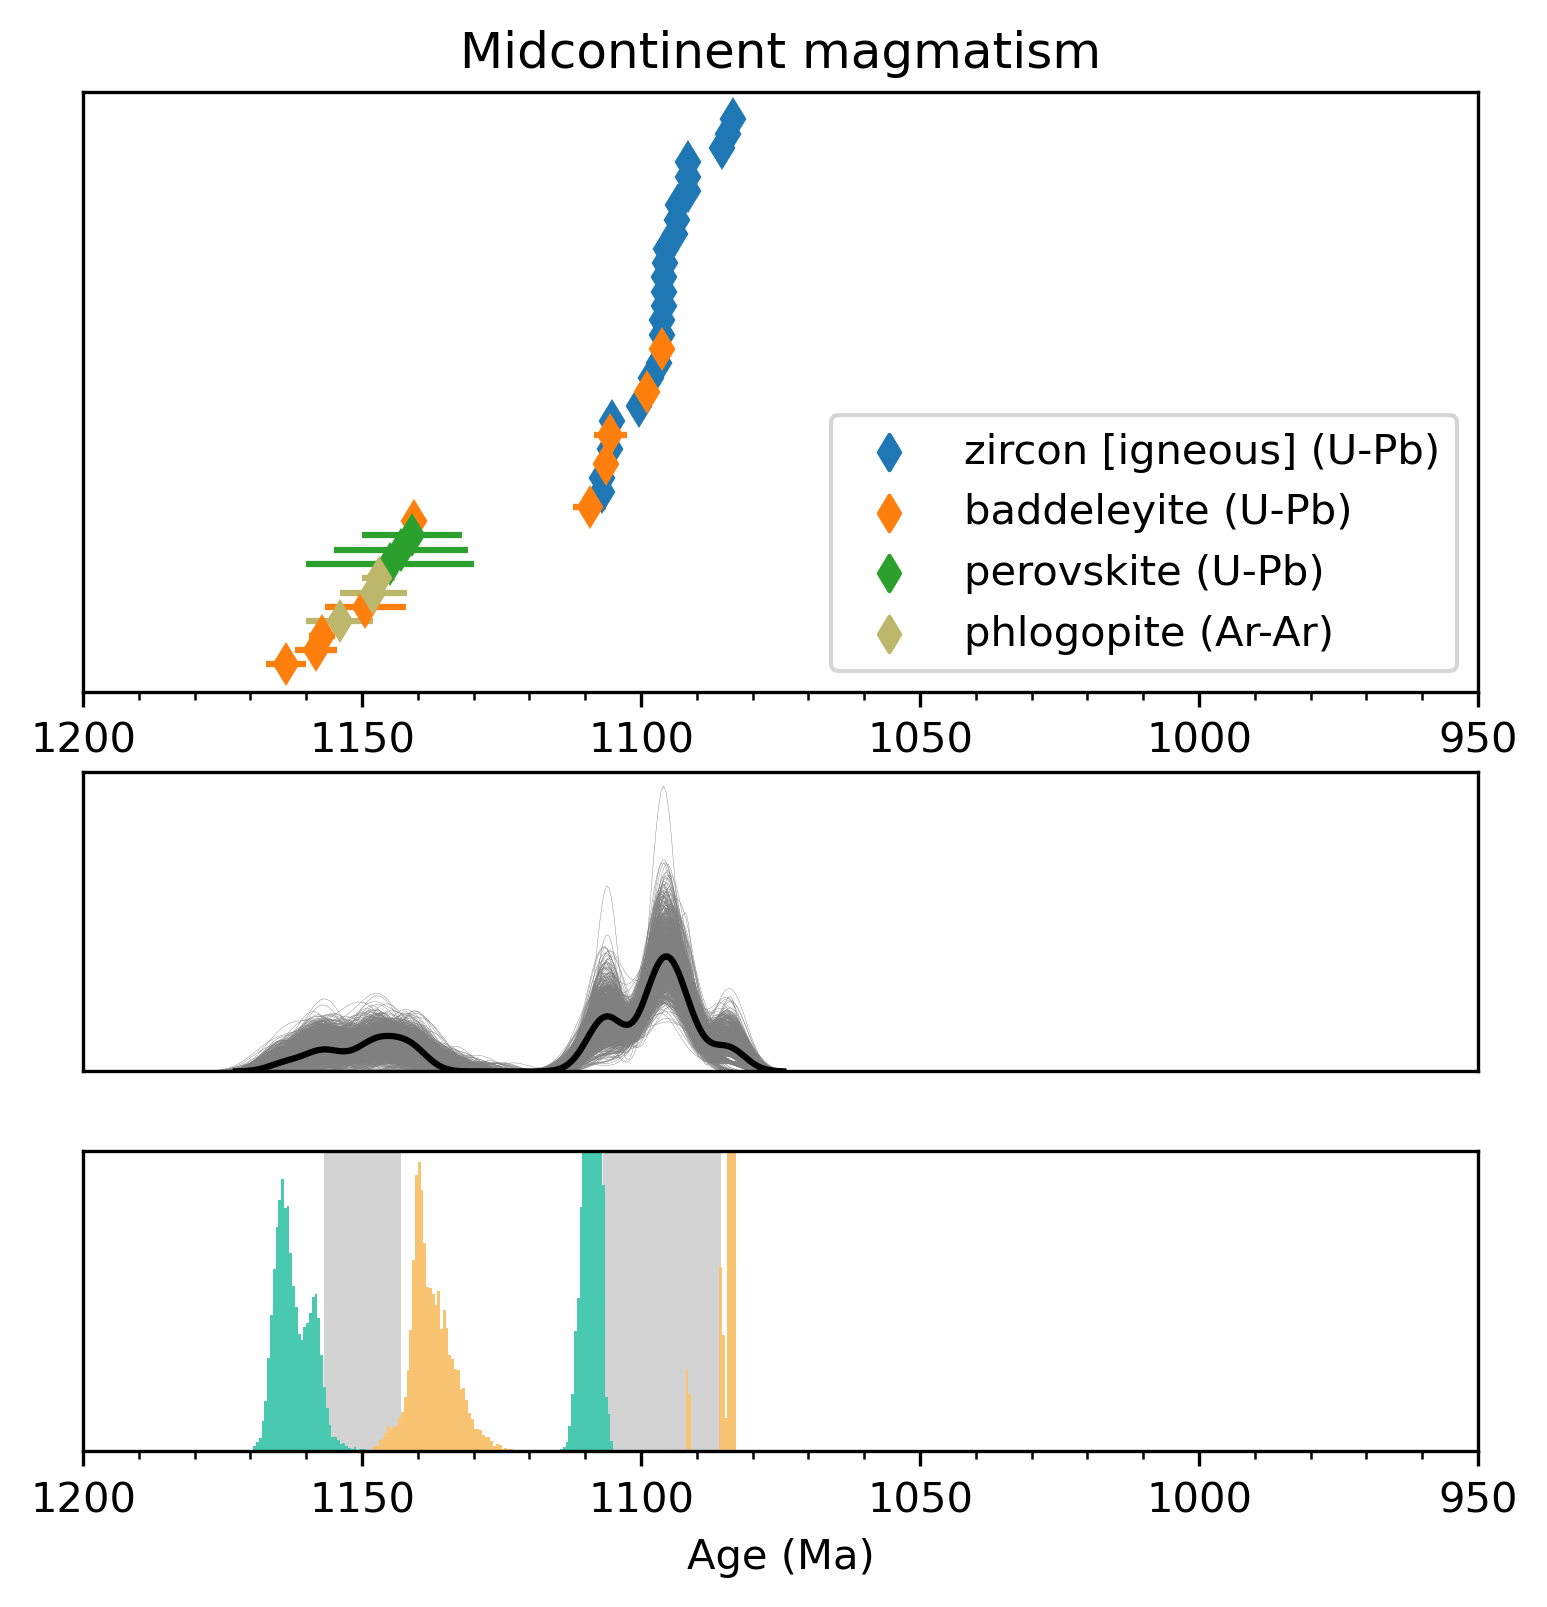 Midcontinent magmatism
zircon [igneous] (U-Pb)
baddeleyite (U-Pb)
perovskite (U-Pb)
phlogopite (Ar-Ar)
1200 1150 1100 1050 1000 950
1200 1150 1100 1050 1000 950
Age (Ma)